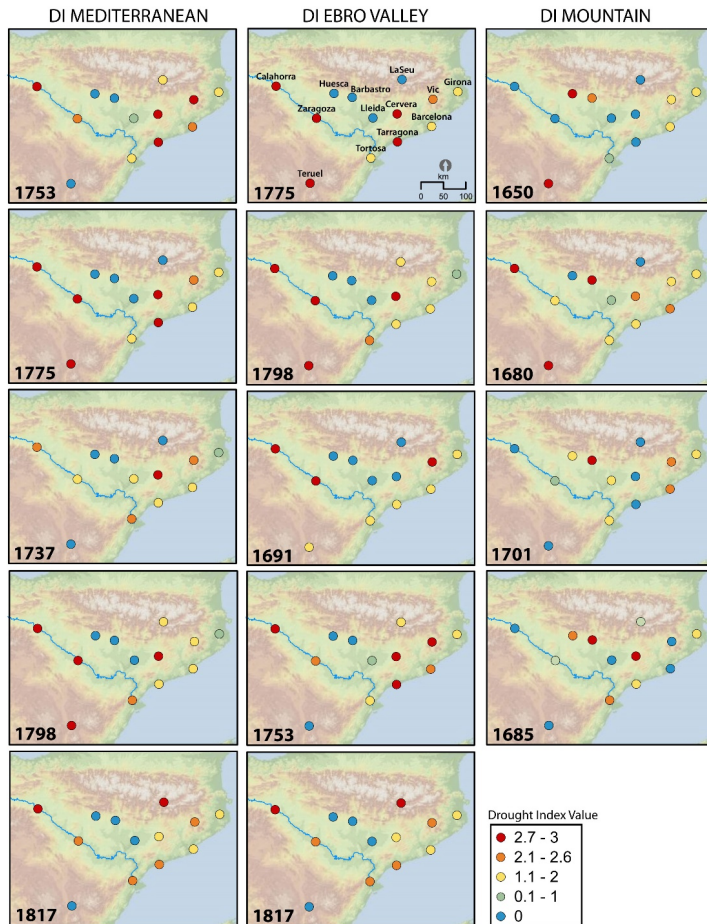 DI MEDITERRANEAN
DI EBRO VALLEY
DI MOUNTAIN
1753
Calahorra
Huesca
Barbastro
LaSeu
Vic
Girona
Zaragoza
Lleida
Cervera
Barcelona
Tarragona
Tortosa
Teruel
km
0 50 100
1775
1650
1775
1798
1680
1737
1691
1701
1798
1753
1685
1817
1817
Drought Index Value
2.7 - 3
2.1 - 2.6
1.1 - 2
0.1 - 1
0